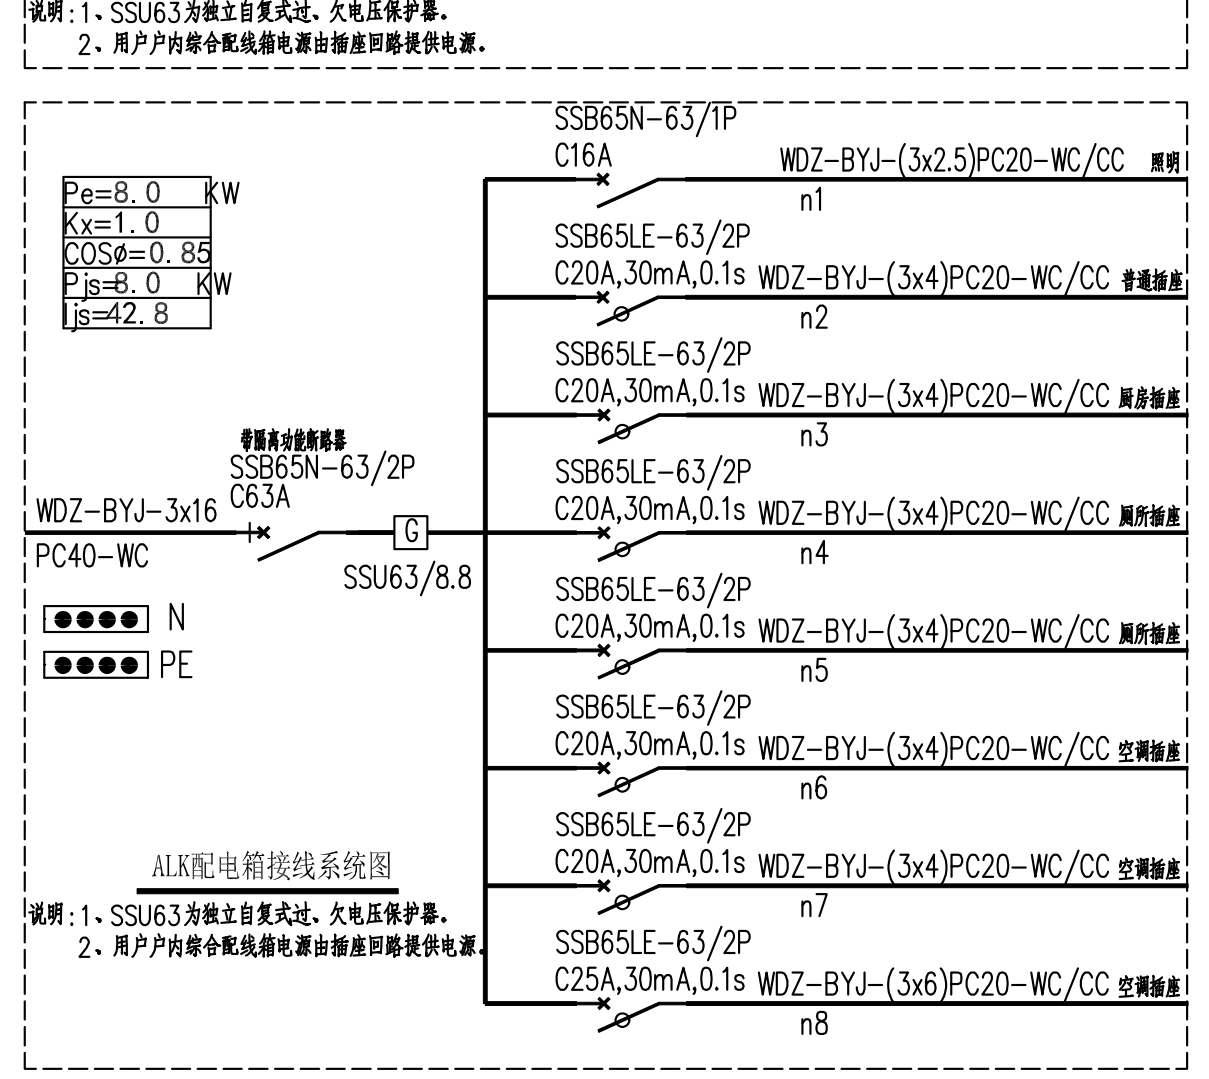 说明:1、SSU63为独立自复式过、欠电压保护器。
2、用户户内综合配线箱电源由插座回路提供电源。
Pe=8.0 KW
Kx=1.0
COSø=0.85
Pjs=8.0 KW
Ijs=42.8
带隔离功能断路器
SSB65N-63/2P
C63A
WDZ-BYJ-3x16
PC40-WC
G
SSU63/8.8
N
PE
SSB65N-63/1P
C16A
WDZ-BYJ-(3x2.5)PC20-WC/CC 照明
n1
SSB65LE-63/2P
C20A,30mA,0.1s WDZ-BYJ-(3x4)PC20-WC/CC 普通插座
n2
SSB65LE-63/2P
C20A,30mA,0.1s WDZ-BYJ-(3x4)PC20-WC/CC 厨房插座
n3
SSB65LE-63/2P
C20A,30mA,0.1s WDZ-BYJ-(3x4)PC20-WC/CC 厕所插座
n4
SSB65LE-63/2P
C20A,30mA,0.1s WDZ-BYJ-(3x4)PC20-WC/CC 厕所插座
n5
SSB65LE-63/2P
C20A,30mA,0.1s WDZ-BYJ-(3x4)PC20-WC/CC 空调插座
n6
SSB65LE-63/2P
C20A,30mA,0.1s WDZ-BYJ-(3x4)PC20-WC/CC 空调插座
n7
SSB65LE-63/2P
C25A,30mA,0.1s WDZ-BYJ-(3x6)PC20-WC/CC 空调插座
n8
ALK配电箱接线系统图
说明:1、SSU63为独立自复式过、欠电压保护器。
2、用户户内综合配线箱电源由插座回路提供电源。